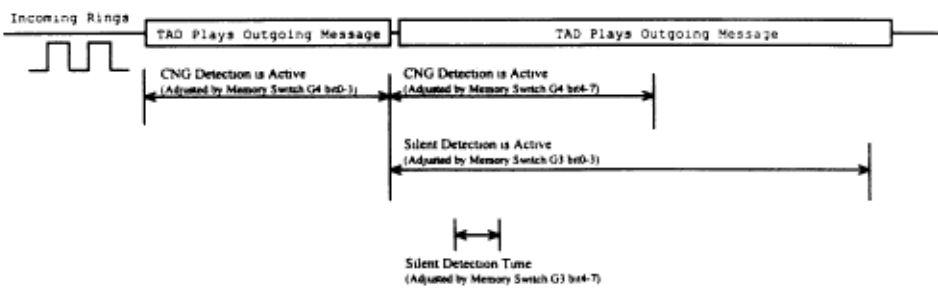 Incoming Rings
TAD Plays Outgoing Message
TAD Plays Outgoing Message
CNG Detection is Active
(Adjusted by Memory Switch G4 bit0-3)
CNG Detection is Active
(Adjusted by Memory Switch G4 bit4-7)
Silent Detection is Active
(Adjusted by Memory Switch G3 bit0-3)
Silent Detection Time
(Adjusted by Memory Switch G3 bit4-7)